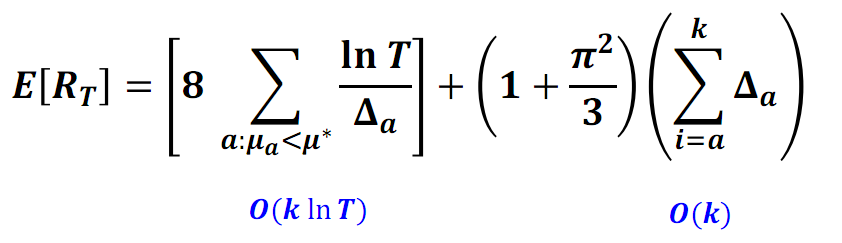 E[R_T] = [8 ∑_{a:μ_a<μ*} ln T / Δ_a] + (1 + π² / 3) (∑_{i=a}^{k} Δ_a)
O(k ln T) O(k)